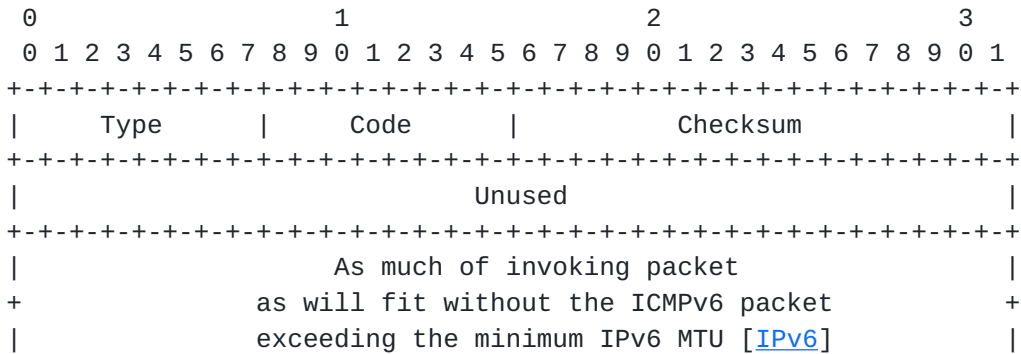 0                   1                   2                   3
 0 1 2 3 4 5 6 7 8 9 0 1 2 3 4 5 6 7 8 9 0 1 2 3 4 5 6 7 8 9 0 1
+-+-+-+-+-+-+-+-+-+-+-+-+-+-+-+-+-+-+-+-+-+-+-+-+-+-+-+-+-+-+-+-+
|     Type      |     Code      |          Checksum             |
+-+-+-+-+-+-+-+-+-+-+-+-+-+-+-+-+-+-+-+-+-+-+-+-+-+-+-+-+-+-+-+-+
|                             Unused                            |
+-+-+-+-+-+-+-+-+-+-+-+-+-+-+-+-+-+-+-+-+-+-+-+-+-+-+-+-+-+-+-+-+
|                    As much of invoking packet                 |
+               as will fit without the ICMPv6 packet           +
|               exceeding the minimum IPv6 MTU [IPv6]           |